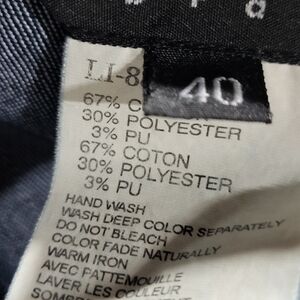 LI-8
40
67% C
30% POLYESTER
3% PU
67% COTTON
30% POLYESTER
3% PU
HAND WASH
WASH DEEP COLOR SEPARATELY
DO NOT BLEACH
COLOR FADE NATURALLY
WARM IRON
AVEC PATTEMOUILLE
LAVER LES COULEUR